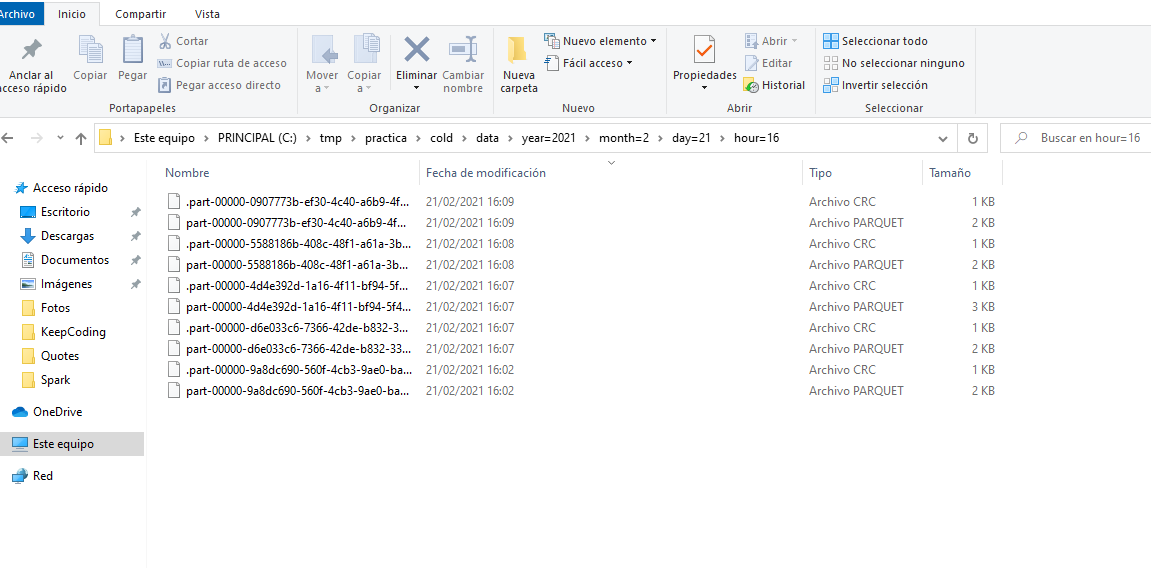 Archivo Inicio Compartir Vista
Anclar al acceso rápido
Copiar
Pegar
Cortar
Copiar ruta de acceso
Pegar acceso directo
Portapapeles
Mover a
Copiar a
Eliminar
Cambiar nombre
Organizar
Nueva carpeta
Nuevo elemento
Fácil acceso
Nuevo
Propiedades
Abrir
Editar
Historial
Abrir
Seleccionar todo
No seleccionar ninguno
Invertir selección
Seleccionar
Este equipo > PRINCIPAL (C:) > tmp > practica > cold > data > year=2021 > month=2 > day=21 > hour=16
Buscar en hour=16
Acceso rápido
Escritorio
Descargas
Documentos
Imágenes
Fotos
KeepCoding
Quotes
Spark
OneDrive
Este equipo
Red
Nombre Fecha de modificación Tipo Tamaño
.part-00000-0907773b-ef30-4c40-a6b9-4f... 21/02/2021 16:09 Archivo CRC 1 KB
part-00000-0907773b-ef30-4c40-a6b9-4f... 21/02/2021 16:09 Archivo PARQUET 2 KB
.part-00000-5588186b-408c-48f1-a61a-3b... 21/02/2021 16:08 Archivo CRC 1 KB
part-00000-5588186b-408c-48f1-a61a-3b... 21/02/2021 16:08 Archivo PARQUET 2 KB
.part-00000-4d4e392d-1a16-4f11-bf94-5f... 21/02/2021 16:07 Archivo CRC 1 KB
part-00000-4d4e392d-1a16-4f11-bf94-5f4... 21/02/2021 16:07 Archivo PARQUET 3 KB
.part-00000-d6e033c6-7366-42de-b832-3... 21/02/2021 16:07 Archivo CRC 1 KB
part-00000-d6e033c6-7366-42de-b832-33... 21/02/2021 16:07 Archivo PARQUET 2 KB
.part-00000-9a8dc690-560f-4cb3-9ae0-ba... 21/02/2021 16:02 Archivo CRC 1 KB
part-00000-9a8dc690-560f-4cb3-9ae0-ba... 21/02/2021 16:02 Archivo PARQUET 2 KB